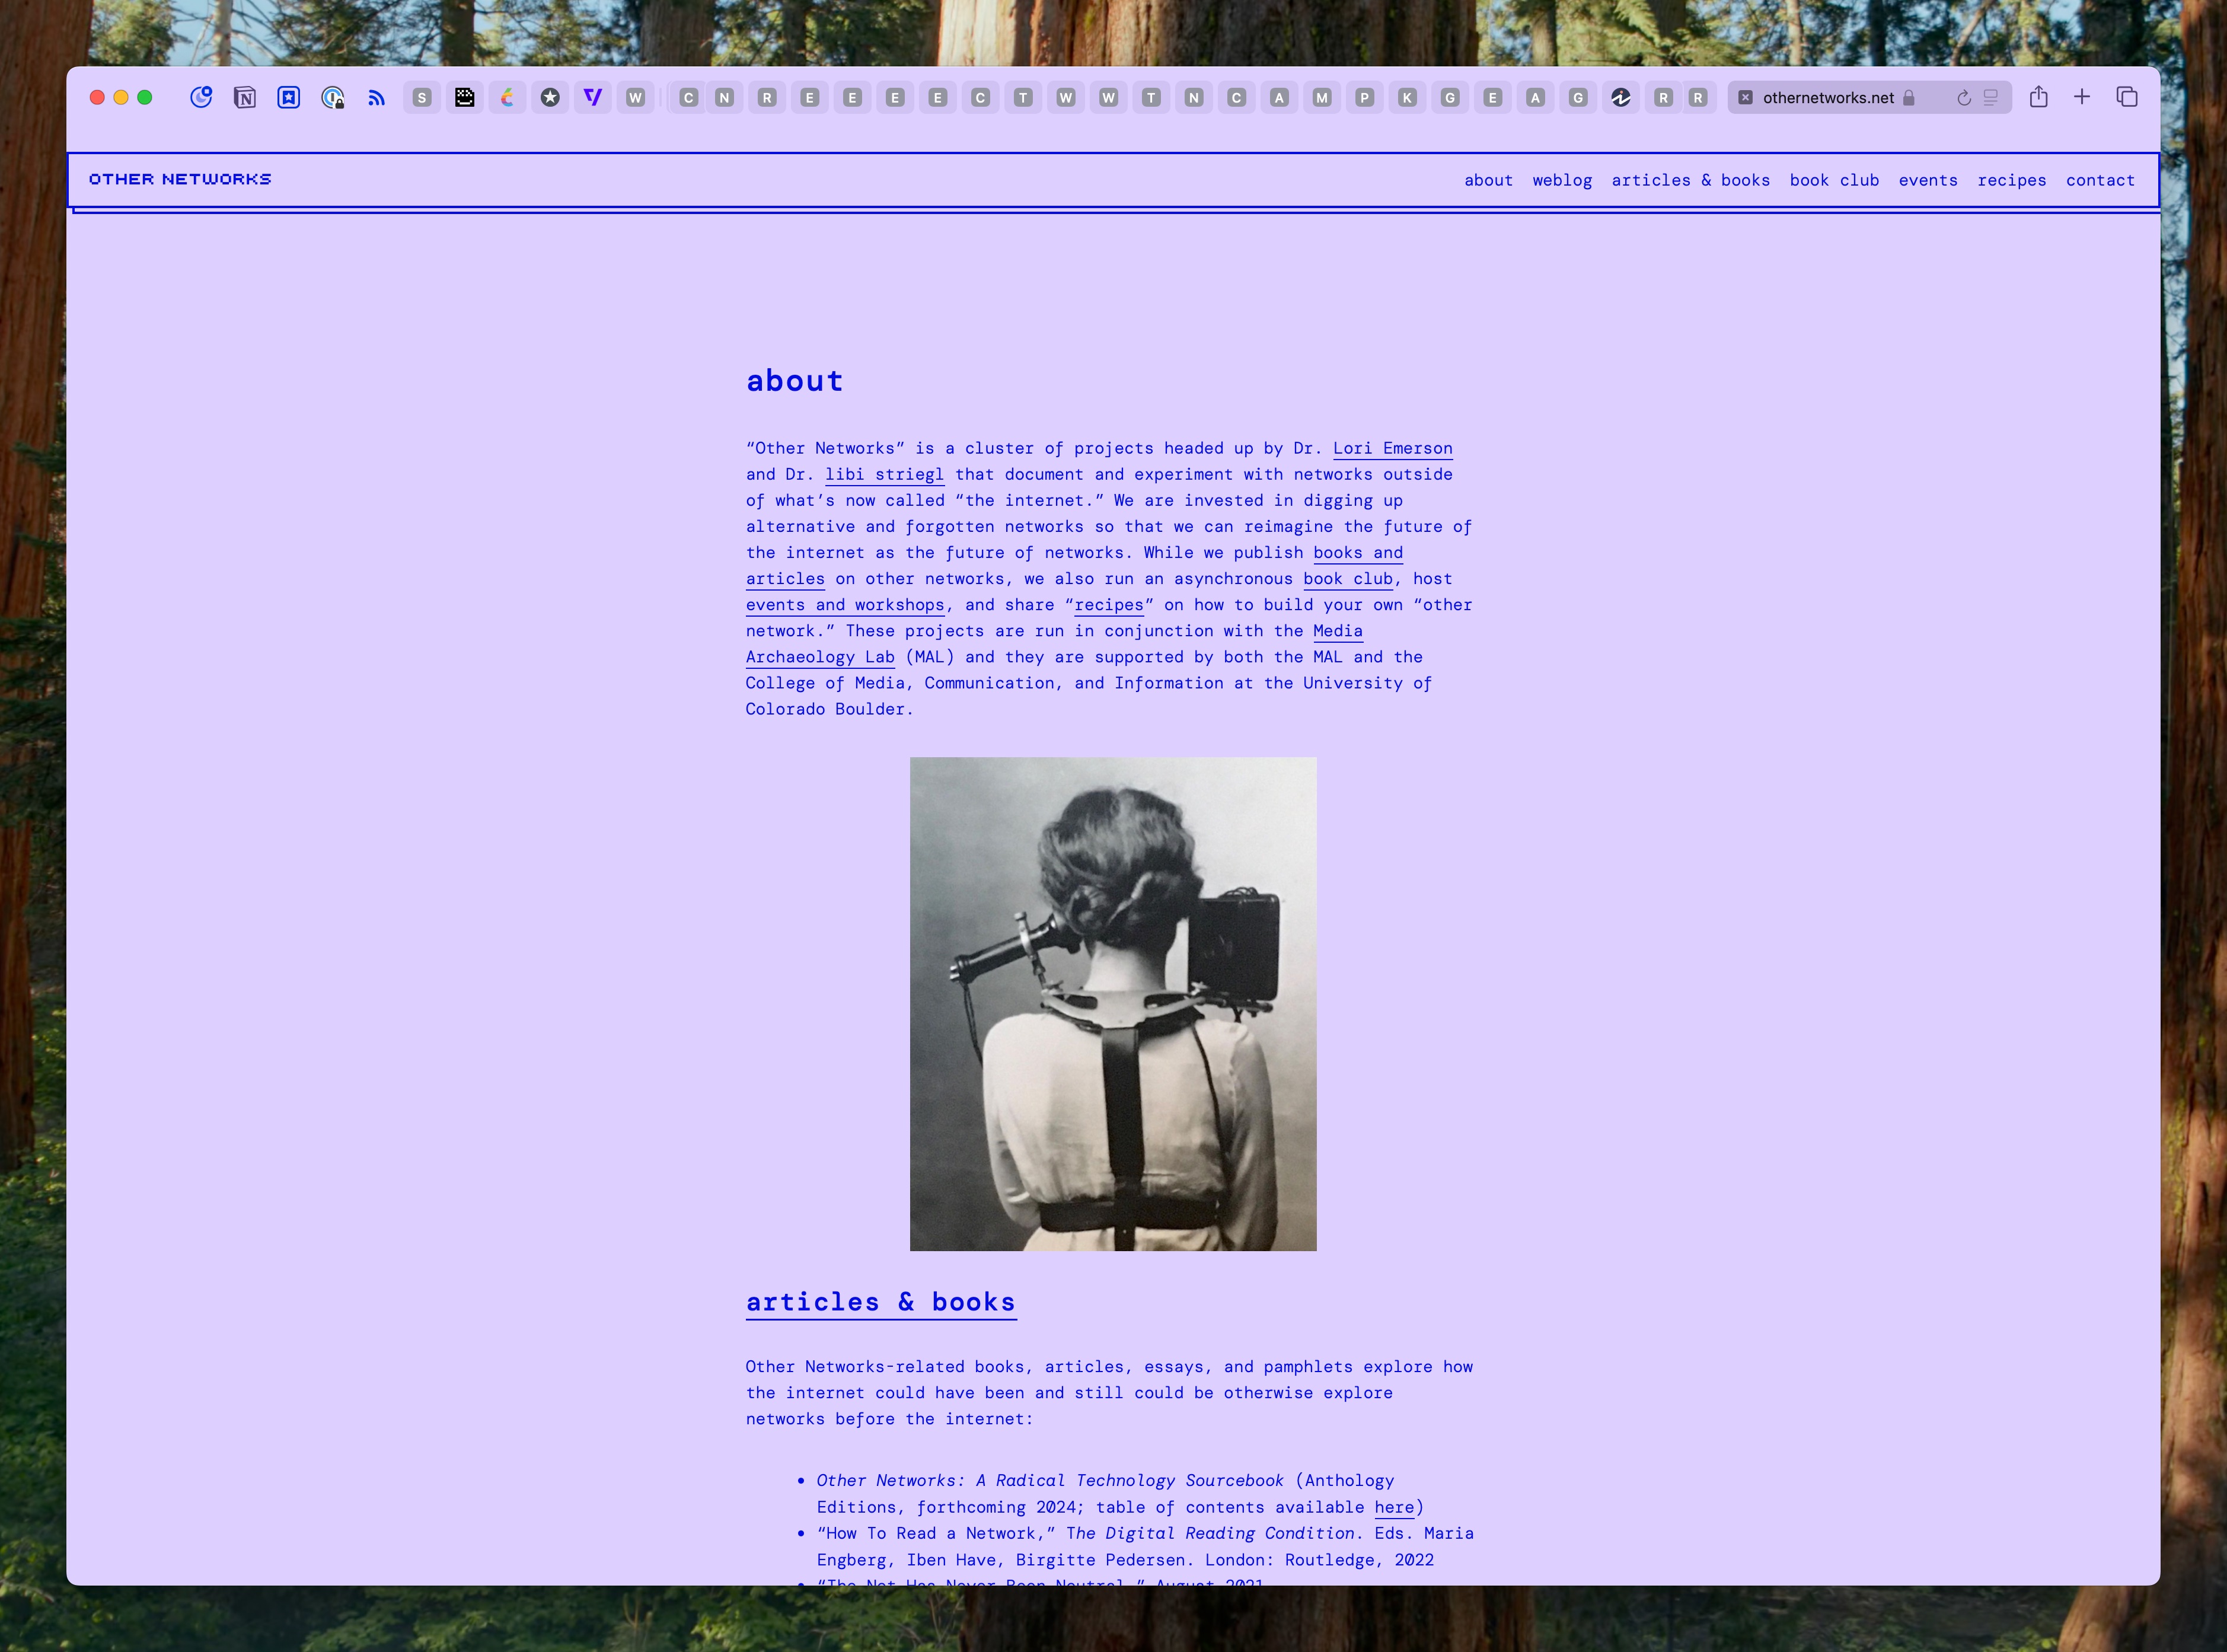 S W C N R E E E E C T W W T N C A M P K G E A G R R othernetworks.net
OTHER NETWORKS
about weblog articles & books book club events recipes contact
about
“Other Networks” is a cluster of projects headed up by Dr. Lori Emerson
and Dr. libi striegl that document and experiment with networks outside
of what’s now called “the internet.” We are invested in digging up
alternative and forgotten networks so that we can reimagine the future of
the internet as the future of networks. While we publish books and
articles on other networks, we also run an asynchronous book club, host
events and workshops, and share “recipes” on how to build your own “other
network.” These projects are run in conjunction with the Media
Archaeology Lab (MAL) and they are supported by both the MAL and the
College of Media, Communication, and Information at the University of
Colorado Boulder.
articles & books
Other Networks-related books, articles, essays, and pamphlets explore how
the internet could have been and still could be otherwise explore
networks before the internet:
• Other Networks: A Radical Technology Sourcebook (Anthology
Editions, forthcoming 2024; table of contents available here)
• “How To Read a Network,” The Digital Reading Condition. Eds. Maria
Engberg, Iben Have, Birgitte Pedersen. London: Routledge, 2022
• “The Net Has Never Been Neutral,” August 2021